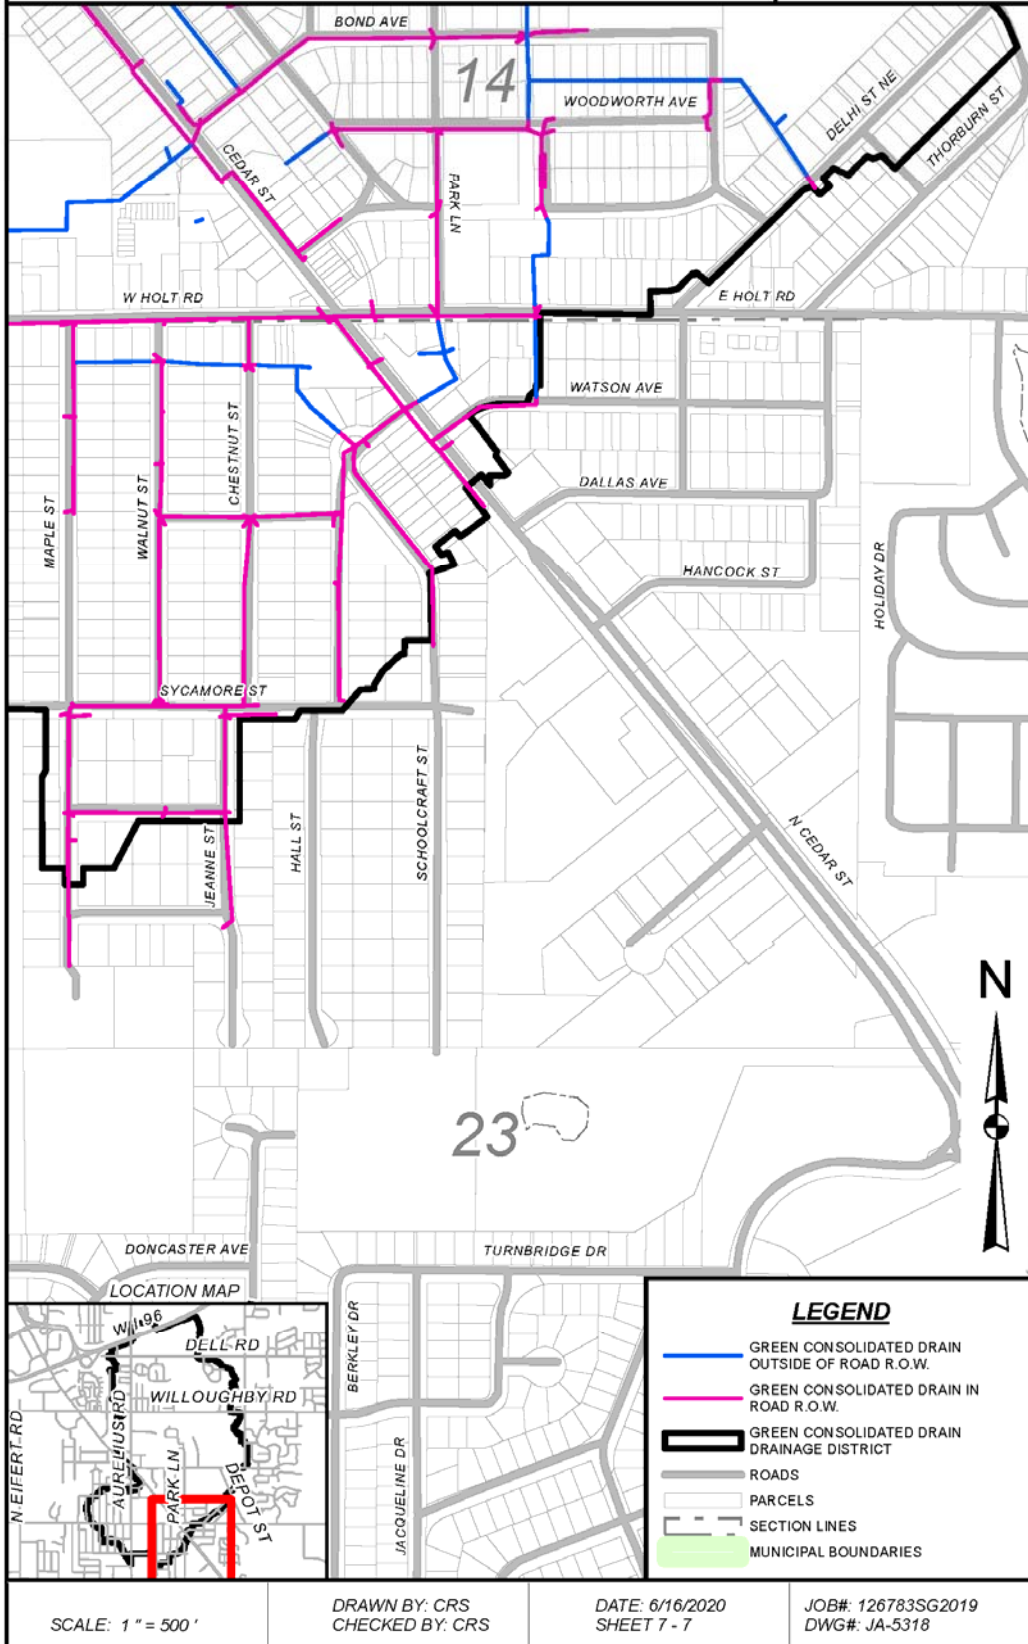 BOND AVE
14
WOODWORTH AVE
DELHI ST NE
THORBURN ST
CEDAR ST
PARK LN
W HOLT RD
E HOLT RD
WATSON AVE
CHESTNUT ST
WALNUT ST
MAPLE ST
DALLAS AVE
HANCOCK ST
HOLIDAY DR
SYCAMORE ST
SCHOOLCRAFT ST
HALL ST
JEANNE ST
N CEDAR ST
N
23
DONCASTER AVE
TURNBRIDGE DR
LOCATION MAP
W I 96
DELL RD
WILLOUGHBY RD
N EIFERT RD
AURELIUS RD
PARK LN
DEPOT ST
BERKLEY DR
JACQUELINE DR
LEGEND
GREEN CONSOLIDATED DRAIN
OUTSIDE OF ROAD R.O.W.
GREEN CONSOLIDATED DRAIN IN
ROAD R.O.W.
GREEN CONSOLIDATED DRAIN
DRAINAGE DISTRICT
ROADS
PARCELS
SECTION LINES
MUNICIPAL BOUNDARIES
SCALE: 1 " = 500 '
DRAWN BY: CRS
CHECKED BY: CRS
DATE: 6/16/2020
SHEET 7 - 7
JOB#: 126783SG2019
DWG#: JA-5318